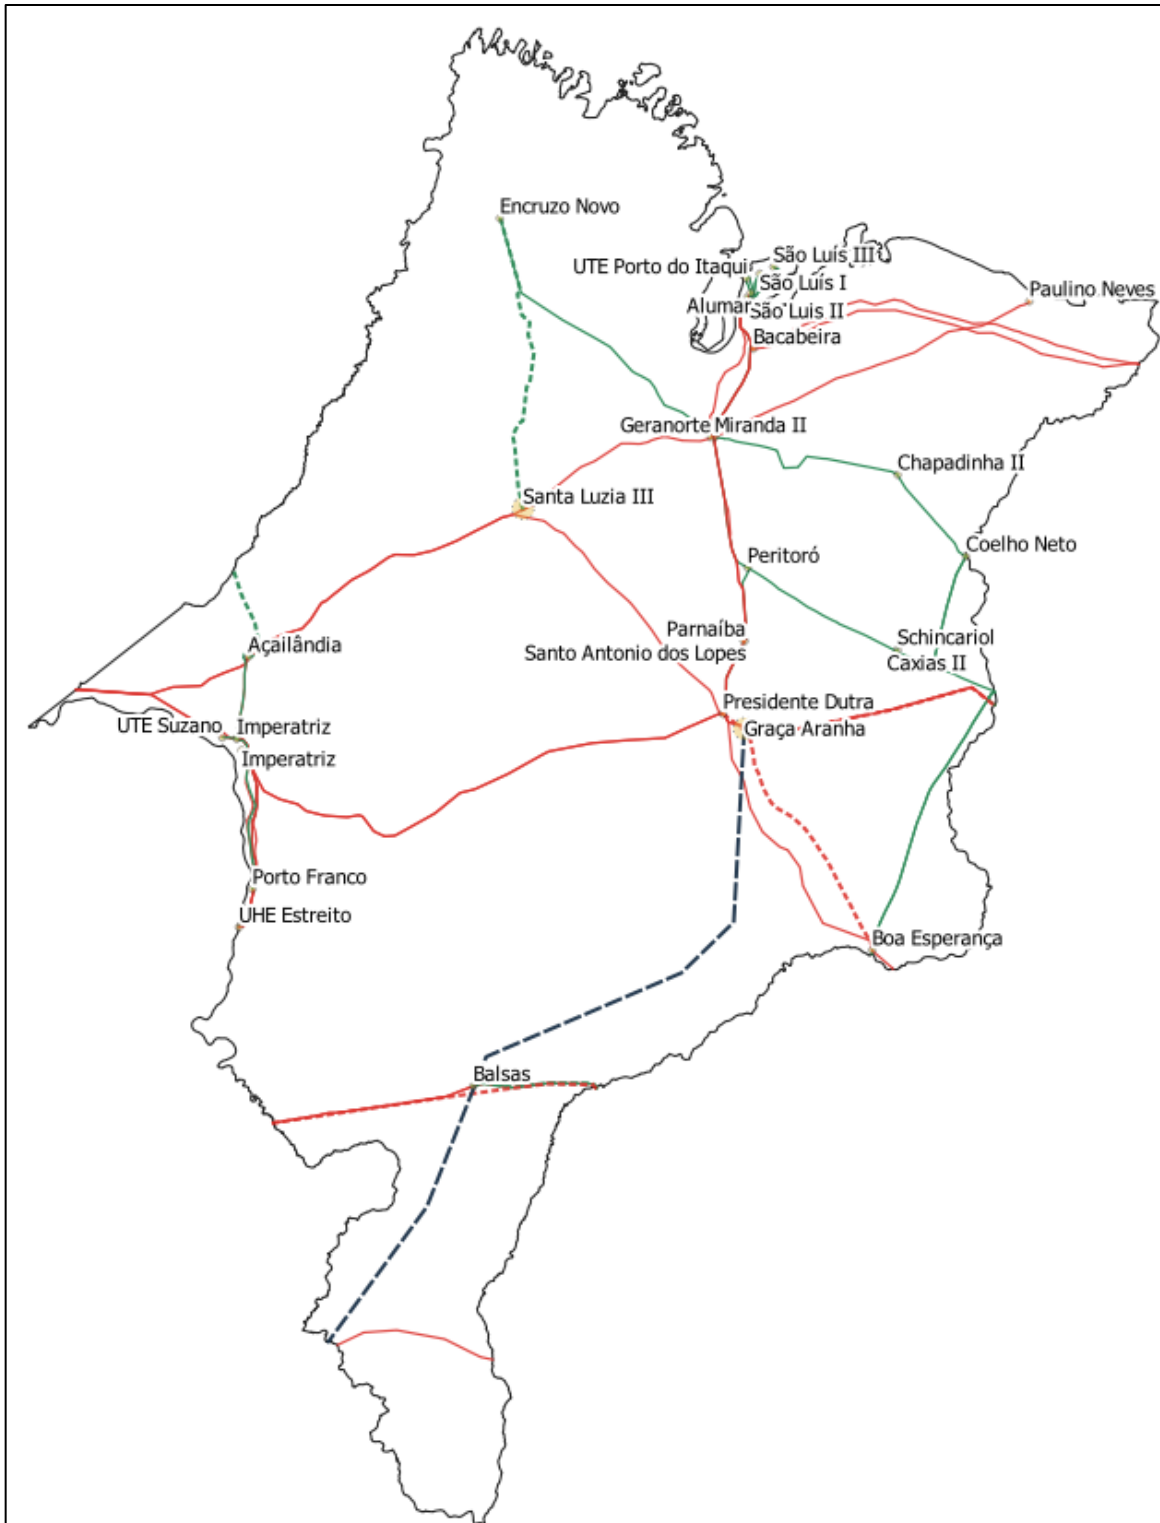 Encruzo Novo
São Luís III
UTE Porto do Itaqui
São Luís I
Paulino Neves
Alumar
São Luis II
Bacabeira
Geranorte Miranda II
Chapadinha II
Santa Luzia III
Coelho Neto
Peritoró
Parnaíba
Schincariol
Açailândia
Santo Antonio dos Lopes
Caxias II
Presidente Dutra
UTE Suzano
Imperatriz
Graça Aranha
Imperatriz
Porto Franco
UHE Estreito
Boa Esperança
Balsas